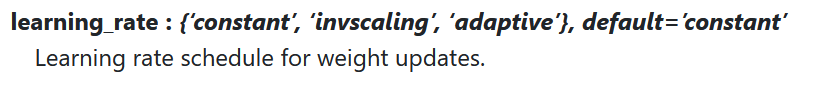 learning_rate : {‘constant’, ‘invscaling’, ‘adaptive’}, default=’constant’
Learning rate schedule for weight updates.